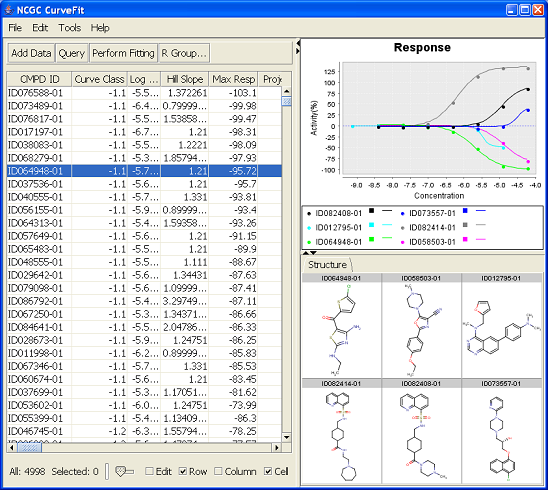 NCGC CurveFit
File Edit Tools Help
Add Data Query Perform Fitting R Group...
CMPD ID Curve Class Log ... Hill Slope Max Resp Proje
ID076588-01 -1.1 -5.5... 1.372261 -103.1
ID073489-01 -1.1 -6.4... 0.79999... -99.98
ID076817-01 -1.1 -5.5... 1.53858... -99.47
ID017197-01 -1.1 -6.7... 1.21 -98.31
ID038083-01 -1.1 -5.5... 1.2221 -98.09
ID068279-01 -1.1 -5.3... 1.85794... -97.93
ID064948-01 -1.1 -5.7... 1.21 -95.72
ID037536-01 -1.1 -5.6... 1.21 -95.7
ID040555-01 -1.1 -5.7... 1.331 -93.81
ID056155-01 -1.1 -5.9... 0.89999... -93.4
ID064313-01 -1.1 -5.4... 1.59358... -93.26
ID057649-01 -1.1 -5.6... 1.21 -91.15
ID065483-01 -1.1 -5.5... 1.21 -89.9
ID048555-01 -1.1 -5.5... 1.111 -88.67
ID029642-01 -1.1 -5.6... 1.34431 -87.63
ID079098-01 -1.1 -5.6... 1.09999... -87.41
ID086792-01 -1.1 -5.4... 3.29749... -87.11
ID067250-01 -1.1 -5.3... 1.34371... -86.66
ID084641-01 -1.1 -5.5... 2.04786... -86.33
ID028673-01 -1.1 -5.9... 1.24751 -86.25
ID011998-01 -1.1 -6.2... 0.89999... -85.83
ID067346-01 -1.1 -5.7... 1.331 -85.53
ID060674-01 -1.1 -5.6... 1.21 -83.45
ID037699-01 -1.1 -5.3... 1.17051... -81.62
ID053602-01 -1.1 -6.0... 1.24751 -73.99
ID055399-01 -1.1 -5.4... 1.13409... -86.3
ID046745-01 -1.2 -6.3... 1.55794... -78.25
All: 4998 Selected: 0 Edit Row Column Cell
Response
Activity(%)
125
100
75
50
25
0
-25
-50
-75
-100
-9.0 -8.5 -8.0 -7.5 -7.0 -6.5 -6.0 -5.5 -5.0 -4.5 -4.0
Concentration
ID082408-01 ID073557-01
ID012795-01 ID082414-01
ID064948-01 ID058503-01
Structure
ID064948-01 ID058503-01 ID012795-01
ID082414-01 ID082408-01 ID073557-01